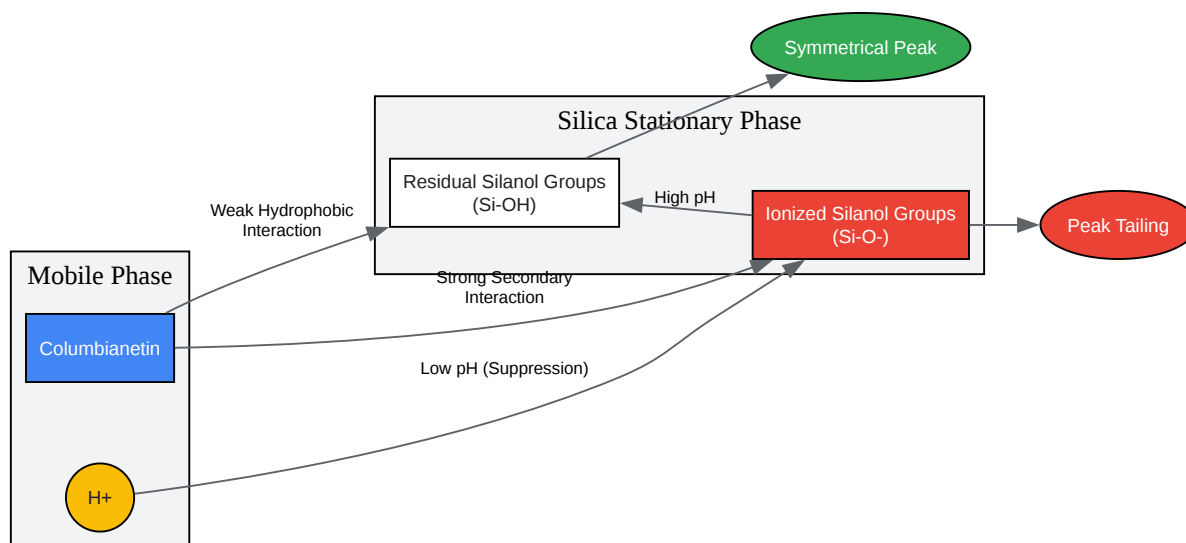 Symmetrical Peak
Silica Stationary Phase
Residual Silanol Groups
(Si-OH)
High pH
Ionized Silanol Groups
(Si-O-)
Peak Tailing
Weak Hydrophobic
Interaction
Mobile Phase
Strong Secondary
Interaction
Columbianetin
Low pH (Suppression)
H+